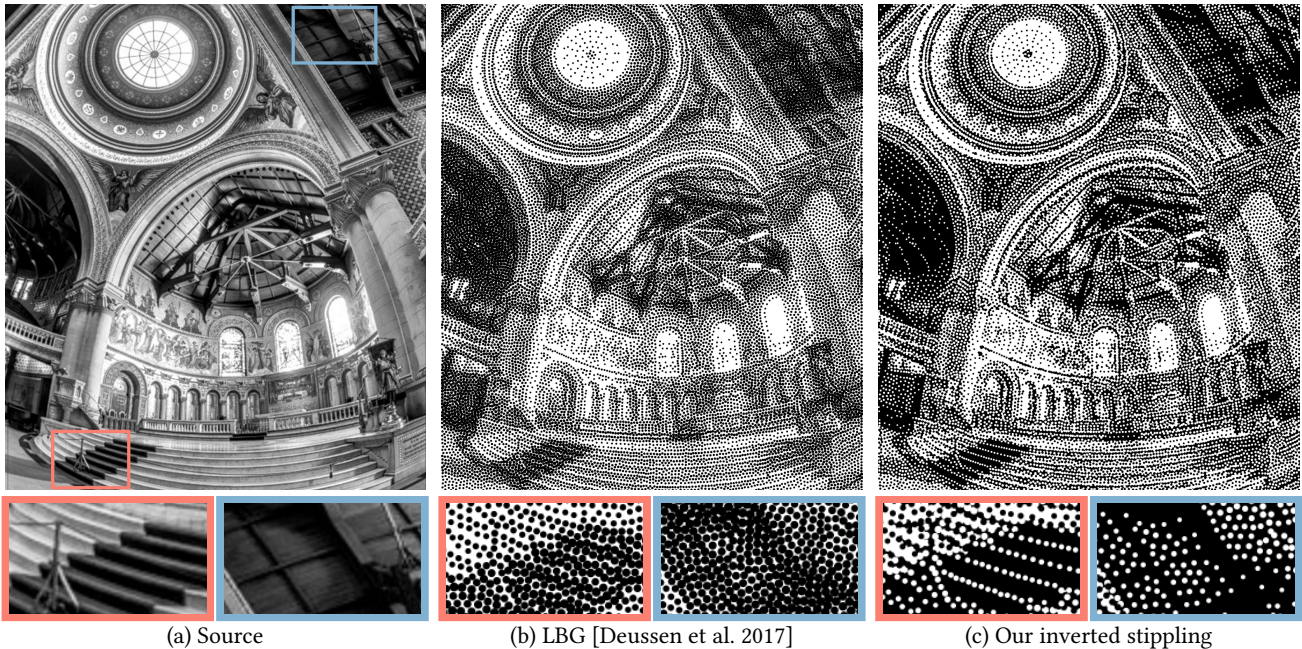 (a) Source
(b) LBG [Deussen et al. 2017]
(c) Our inverted stippling